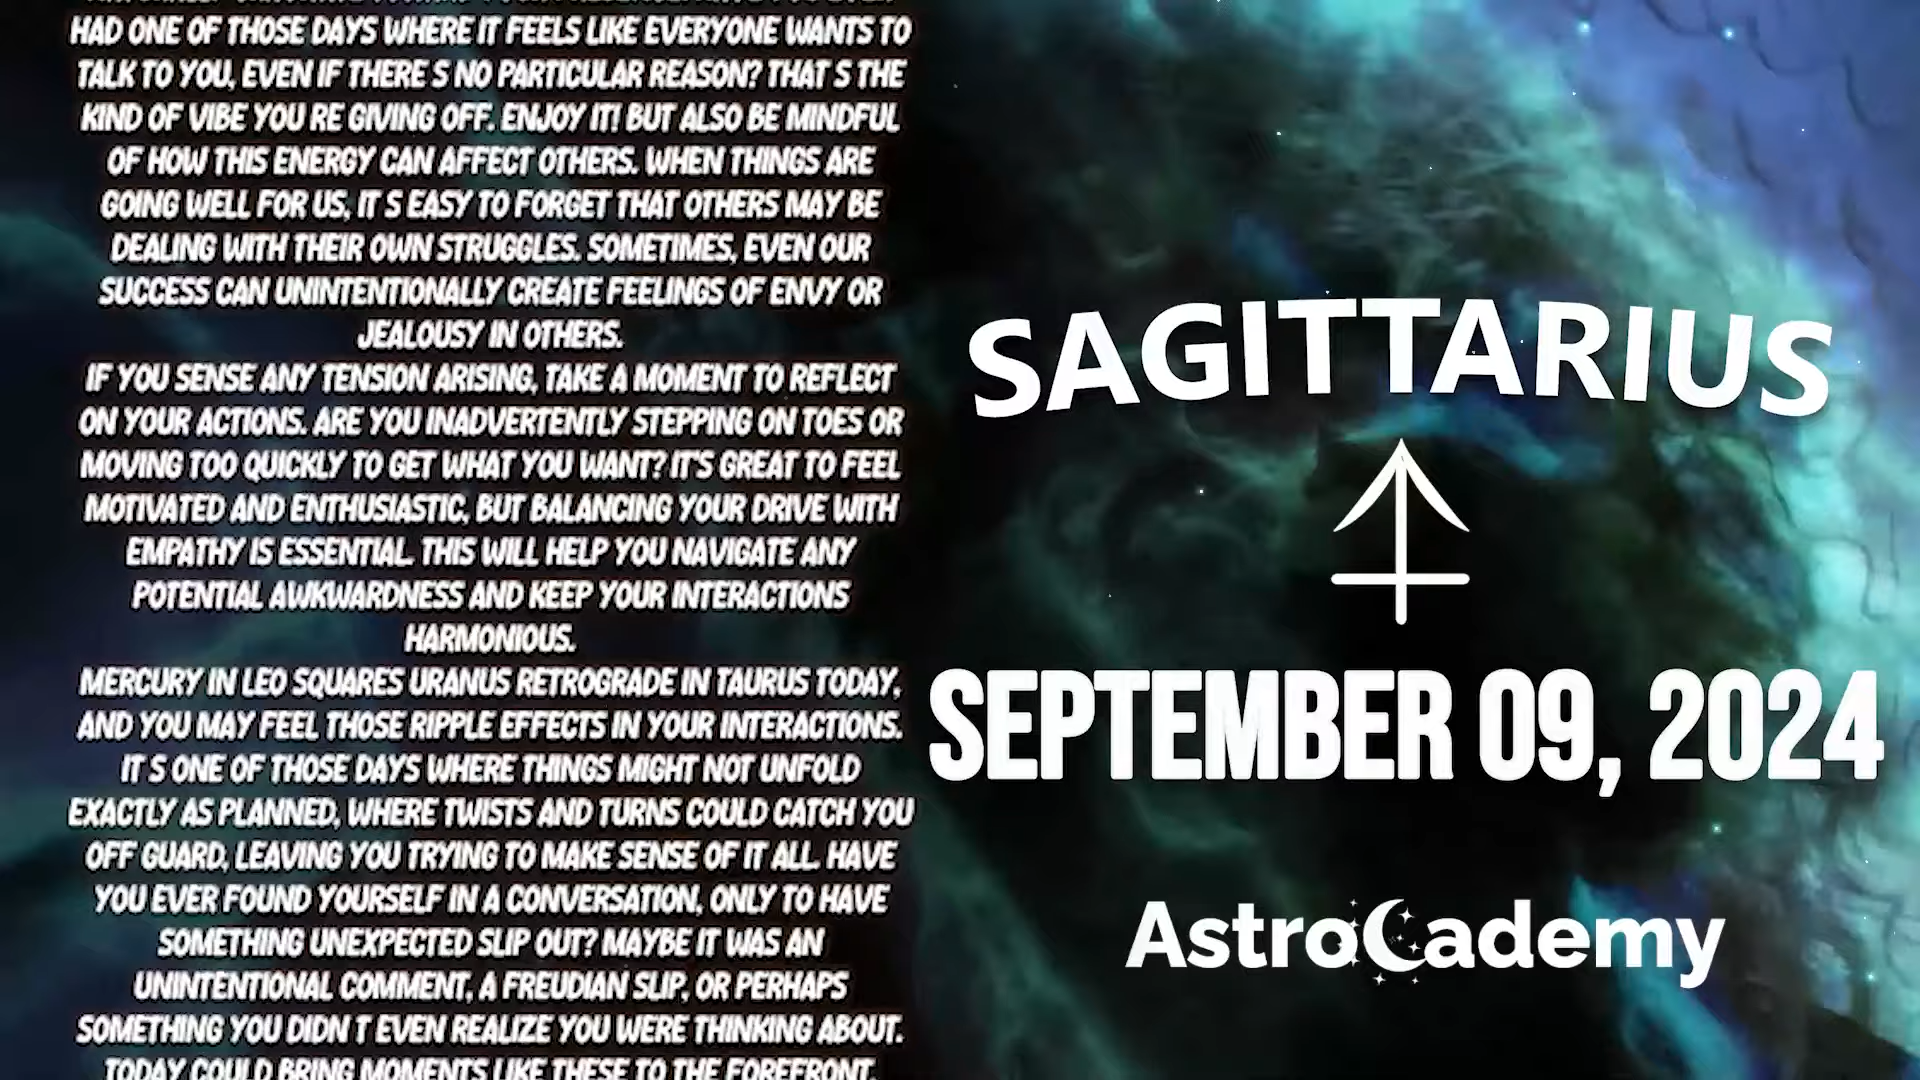 HAD ONE OF THOSE DAYS WHERE IT FEELS LIKE EVERYONE WANTS TO
TALK TO YOU, EVEN IF THERE S NO PARTICULAR REASON? THAT S THE
KIND OF VIBE YOU RE GIVING OFF. ENJOY IT! BUT ALSO BE MINDFUL
OF HOW THIS ENERGY CAN AFFECT OTHERS. WHEN THINGS ARE
GOING WELL FOR US, IT S EASY TO FORGET THAT OTHERS MAY BE
DEALING WITH THEIR OWN STRUGGLES. SOMETIMES, EVEN OUR
SUCCESS CAN UNINTENTIONALLY CREATE FEELINGS OF ENVY OR
JEALOUSY IN OTHERS.
IF YOU SENSE ANY TENSION ARISING, TAKE A MOMENT TO REFLECT
ON YOUR ACTIONS. ARE YOU INADVERTENTLY STEPPING ON TOES OR
MOVING TOO QUICKLY TO GET WHAT YOU WANT? IT'S GREAT TO FEEL
MOTIVATED AND ENTHUSIASTIC, BUT BALANCING YOUR DRIVE WITH
EMPATHY IS ESSENTIAL. THIS WILL HELP YOU NAVIGATE ANY
POTENTIAL AWKWARDNESS AND KEEP YOUR INTERACTIONS
HARMONIOUS.
MERCURY IN LEO SQUARES URANUS RETROGRADE IN TAURUS TODAY,
AND YOU MAY FEEL THOSE RIPPLE EFFECTS IN YOUR INTERACTIONS.
IT S ONE OF THOSE DAYS WHERE THINGS MIGHT NOT UNFOLD
EXACTLY AS PLANNED, WHERE TWISTS AND TURNS COULD CATCH YOU
OFF GUARD, LEAVING YOU TRYING TO MAKE SENSE OF IT ALL. HAVE
YOU EVER FOUND YOURSELF IN A CONVERSATION, ONLY TO HAVE
SOMETHING UNEXPECTED SLIP OUT? MAYBE IT WAS AN
UNINTENTIONAL COMMENT, A FREUDIAN SLIP, OR PERHAPS
SOMETHING YOU DIDN T EVEN REALIZE YOU WERE THINKING ABOUT.
TODAY COULD BRING MOMENTS LIKE THESE TO THE FOREFRONT.
SAGITTARIUS
SEPTEMBER 09, 2024
AstroCademy